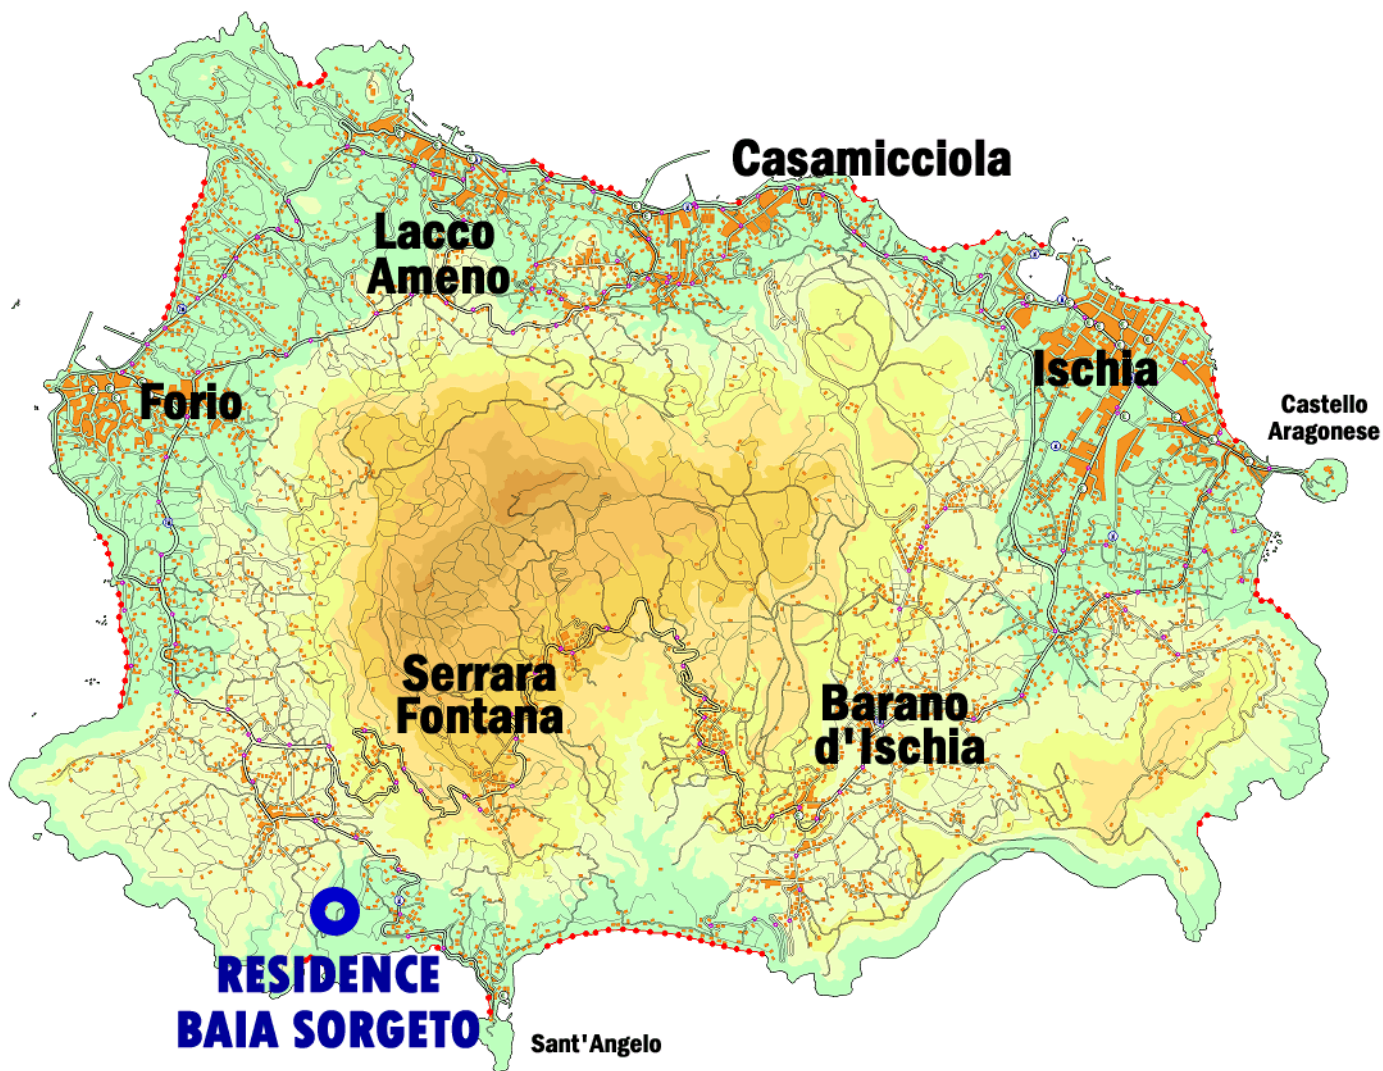 Casamicciola
Lacco
Ameno
Ischia
Forio
Castello
Aragonese
Serrara
Fontana
Barano
d'Ischia
RESIDENCE
BAIA SORGETO
Sant'Angelo